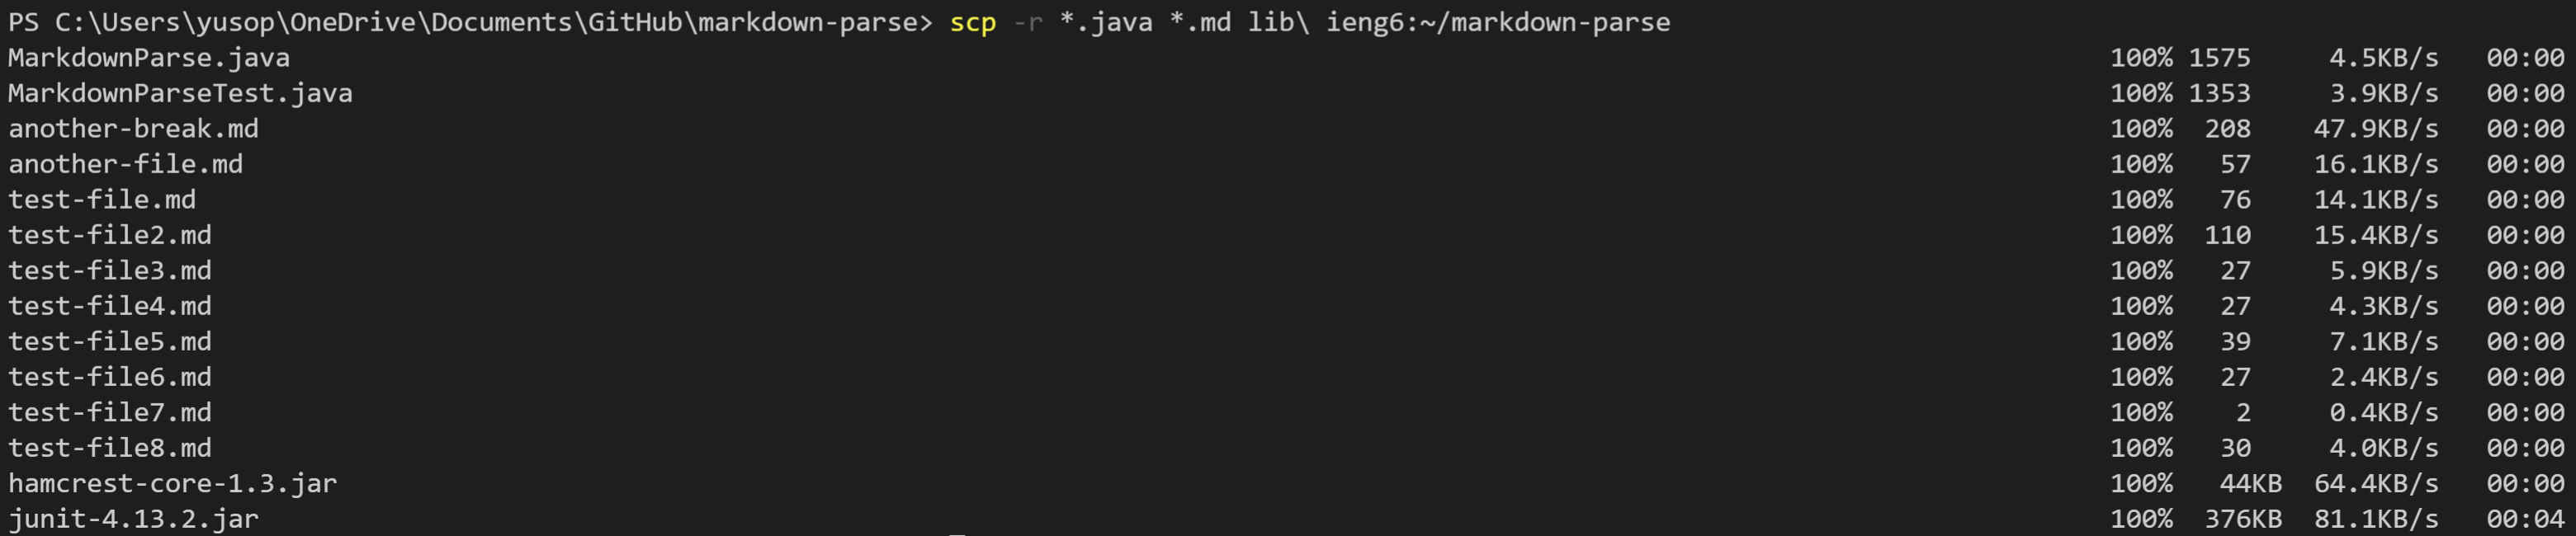 PS C:\Users\yusop\OneDrive\Documents\GitHub\markdown-parse> scp -r *.java *.md lib\ ieng6:~/markdown-parse
MarkdownParse.java 100% 1575 4.5KB/s 00:00
MarkdownParseTest.java 100% 1353 3.9KB/s 00:00
another-break.md 100% 208 47.9KB/s 00:00
another-file.md 100% 57 16.1KB/s 00:00
test-file.md 100% 76 14.1KB/s 00:00
test-file2.md 100% 110 15.4KB/s 00:00
test-file3.md 100% 27 5.9KB/s 00:00
test-file4.md 100% 27 4.3KB/s 00:00
test-file5.md 100% 39 7.1KB/s 00:00
test-file6.md 100% 27 2.4KB/s 00:00
test-file7.md 100% 2 0.4KB/s 00:00
test-file8.md 100% 30 4.0KB/s 00:00
hamcrest-core-1.3.jar 100% 44KB 64.4KB/s 00:00
junit-4.13.2.jar 100% 376KB 81.1KB/s 00:04